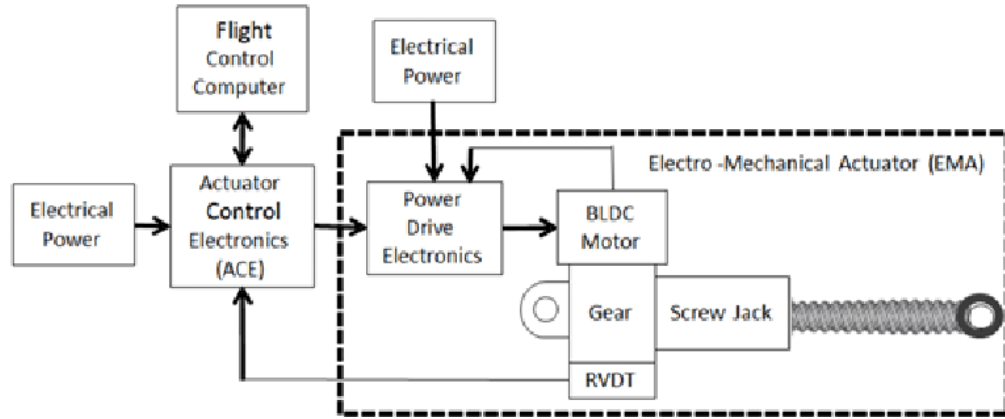 Flight
Control
Computer
Electrical
Power
Electro -Mechanical Actuator (EMA)
Electrical
Power
Actuator
Control
Electronics
(ACE)
Power
Drive
Electronics
BLDC
Motor
Gear
Screw Jack
RVDT